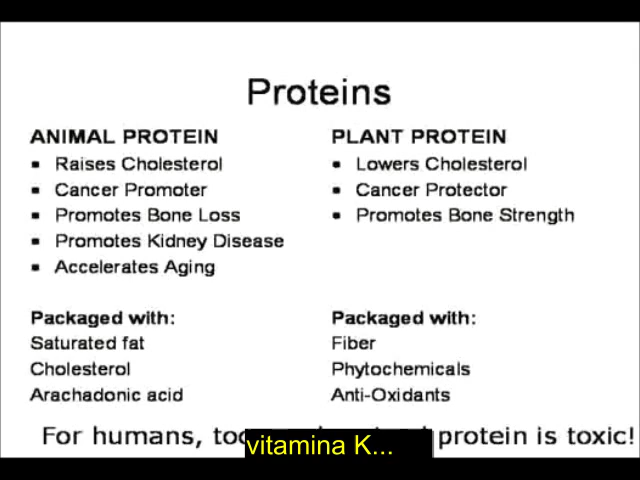 Proteins
ANIMAL PROTEIN
▪ Raises Cholesterol
▪ Cancer Promoter
▪ Promotes Bone Loss
▪ Promotes Kidney Disease
▪ Accelerates Aging
Packaged with:
Saturated fat
Cholesterol
Arachadonic acid
PLANT PROTEIN
▪ Lowers Cholesterol
▪ Cancer Protector
▪ Promotes Bone Strength
Packaged with:
Fiber
Phytochemicals
Anti-Oxidants
For humans, protein is toxic!
vitamina K...